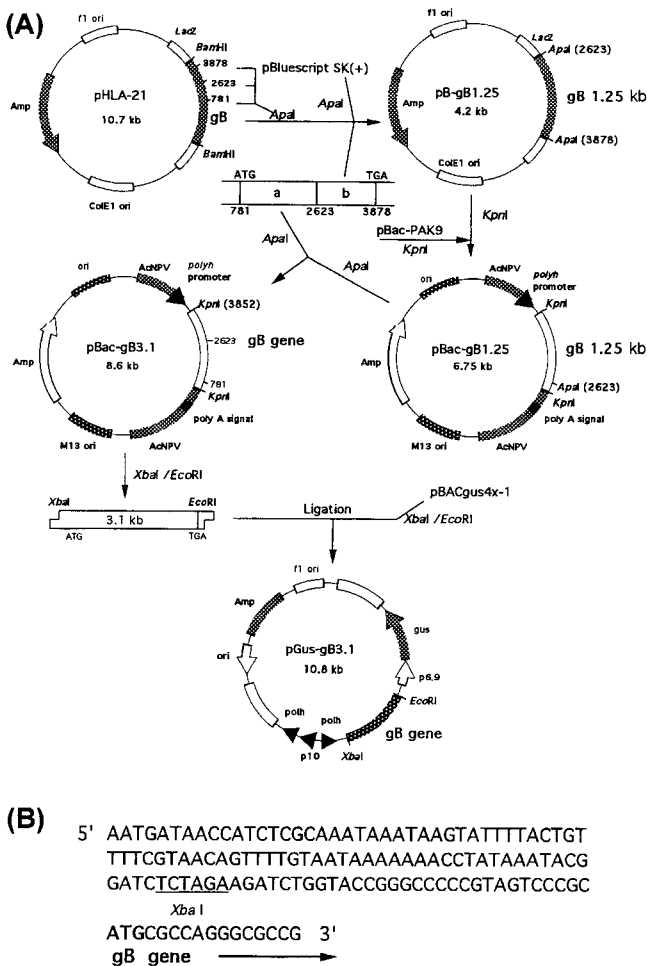 (A)
f1 ori
LacZ
BamHI
3878
2623
781
gB
BamHI
Amp
pHLA-21
10.7 kb
ColE1 ori
pBluescript SK(+)
ApaI
ApaI
f1 ori
LacZ
ApaI (2623)
gB 1.25 kb
Amp
pB-gB1.25
4.2 kb
ApaI (3878)
ColE1 ori
ATG
TGA
a
b
781
2623
3878
pBac-PAK9
KpnI
KpnI
ApaI
ApaI
ori
AcNPV
polyh
promoter
KpnI (3852)
2623
gB gene
Amp
pBac-gB3.1
8.6 kb
781
KpnI
poly A signal
M13 ori
AcNPV
ori
AcNPV
polyh
promoter
KpnI
gB 1.25 kb
Amp
pBac-gB1.25
6.75 kb
ApaI (2623)
KpnI
poly A signal
M13 ori
AcNPV
XbaI /EcoRI
XbaI
EcoRI
3.1 kb
ATG
TGA
Ligation
pBACgus4x-1
XbaI /EcoRI
f1 ori
Amp
gus
pGus-gB3.1
10.8 kb
ori
p6.9
EcoRI
polh
polh
gB gene
p10
XbaI
(B)
5' AATGATAACCATCTCGCAAATAAATAAGTATTTTACTGT
TTTCGTAACAGTTTTGTAATAAAAAAACCTATAAATACG
GATCTCTAGAAGATCTGGTACCGGGCCCCCGTAGTCCCGC
Xba I
ATGCGCCAGGGCGCCG 3'
gB gene